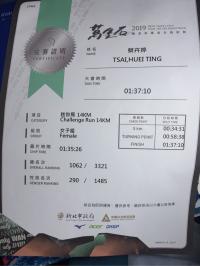 萬金石 2019
完賽證明
CERTIFICATE
姓名
NAME
蔡卉婷
TSAI,HUEI TING
大會時間
GUN TIME
01:37:10
項目
CATEGORY
挑戰賽 14KM
Challenge Run 14KM
組別
GROUP
女子組
Female
晶片時間
CHIP TIME
01:35:26
總名次
OVERALL RANKING
1062 / 3321
性別名次
GENDER RANKING
290 / 1485
5 km 00:34:31
TURNING POINT 00:58:38
FINISH 01:37:10
新北市政府
acer